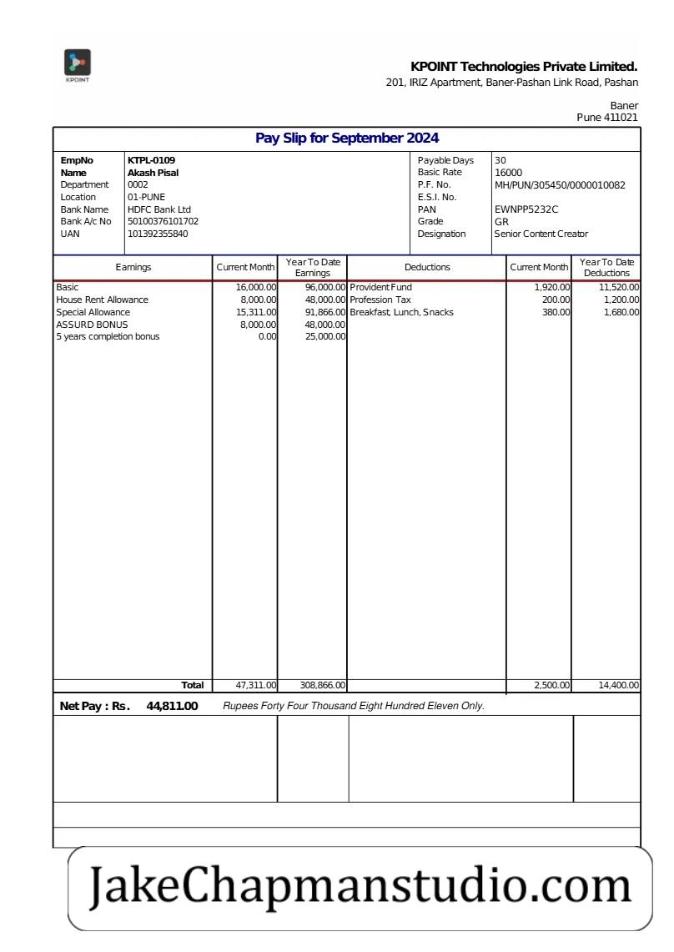 KPOINT
KPOINT Technologies Private Limited.
201, IRIZ Apartment, Baner-Pashan Link Road, Pashan
Baner
Pune 411021
Pay Slip for September 2024
EmpNo KTPL-0109 Payable Days 30
Name Akash Pisal Basic Rate 16000
Department 0002 P.F. No. MH/PUN/305450/0000010082
Location 01-PUNE E.S.I. No.
Bank Name HDFC Bank Ltd PAN EWNPP5232C
Bank A/c No 50100376101702 Grade GR
UAN 101392355840 Designation Senior Content Creator
Earnings Current Month Year To Date Earnings Deductions Current Month Year To Date Deductions
Basic 16,000.00 96,000.00 Provident Fund 1,920.00 11,520.00
House Rent Allowance 8,000.00 48,000.00 Profession Tax 200.00 1,200.00
Special Allowance 15,311.00 91,866.00 Breakfast, Lunch, Snacks 380.00 1,680.00
ASSURD BONUS 8,000.00 48,000.00
5 years completion bonus 0.00 25,000.00
Total 47,311.00 308,866.00 2,500.00 14,400.00
Net Pay : Rs. 44,811.00 Rupees Forty Four Thousand Eight Hundred Eleven Only.
JakeChapmanstudio.com